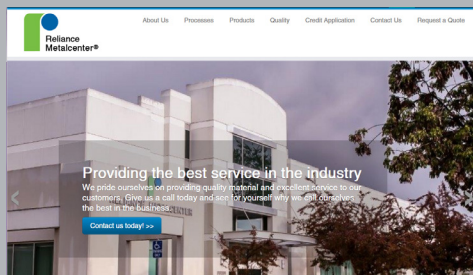 Reliance
Metalcenter®
About Us Processes Products Quality Credit Application Contact Us Request a Quote
Providing the best service in the industry
We pride ourselves on providing quality material and excellent service to our
customers. Give us a call today and see for yourself why we call ourselves
the best in the business.
CENTER
Contact us today! >>